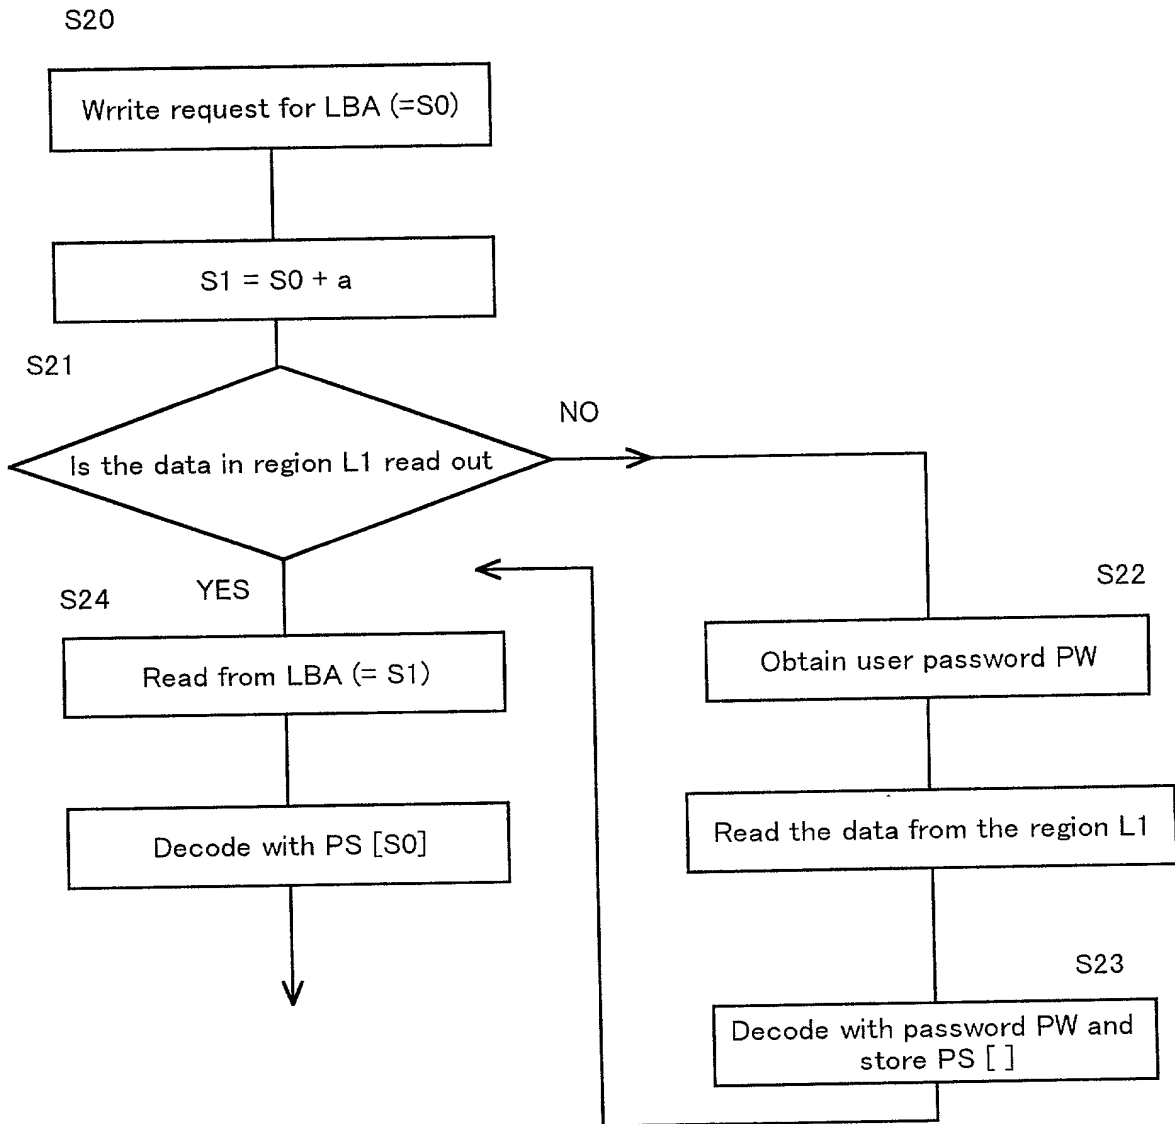 S20
Wrrite request for LBA (=S0)
S1 = S0 + a
S21
Is the data in region L1 read out
NO
YES
S24
Read from LBA (= S1)
Decode with PS [S0]
S22
Obtain user password PW
Read the data from the region L1
S23
Decode with password PW and
store PS [ ]